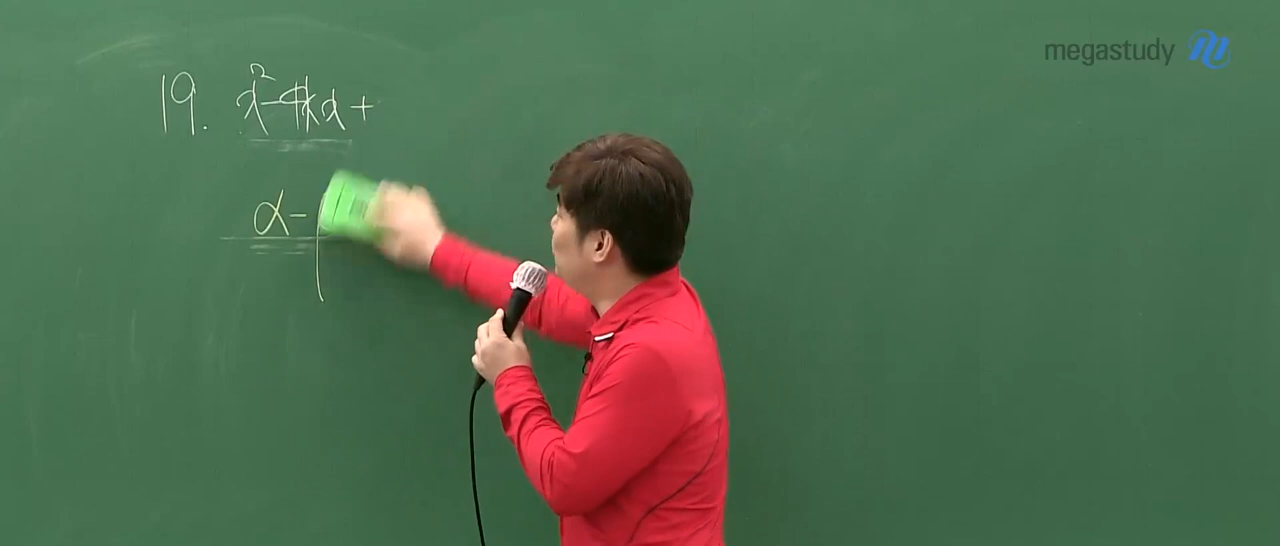 megastudy
19. x²-4kx+
α-β